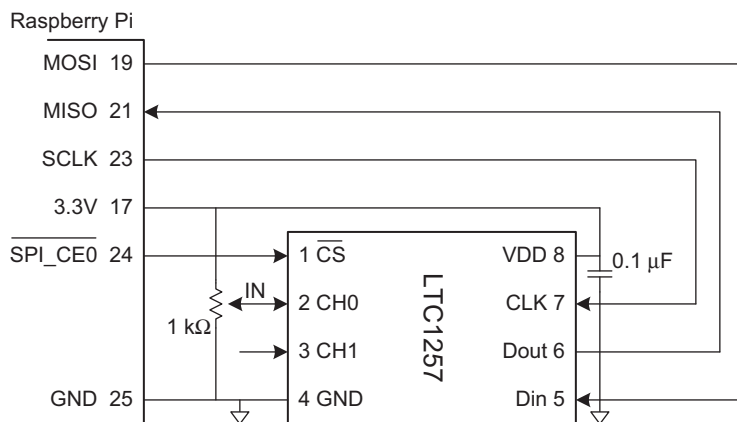 Raspberry Pi
MOSI 19
MISO 21
SCLK 23
3.3V 17
SPI_CE0 24
GND 25
1 kΩ
IN
1 CS
2 CH0
3 CH1
4 GND
LTC1257
VDD 8
CLK 7
Dout 6
Din 5
0.1 μF